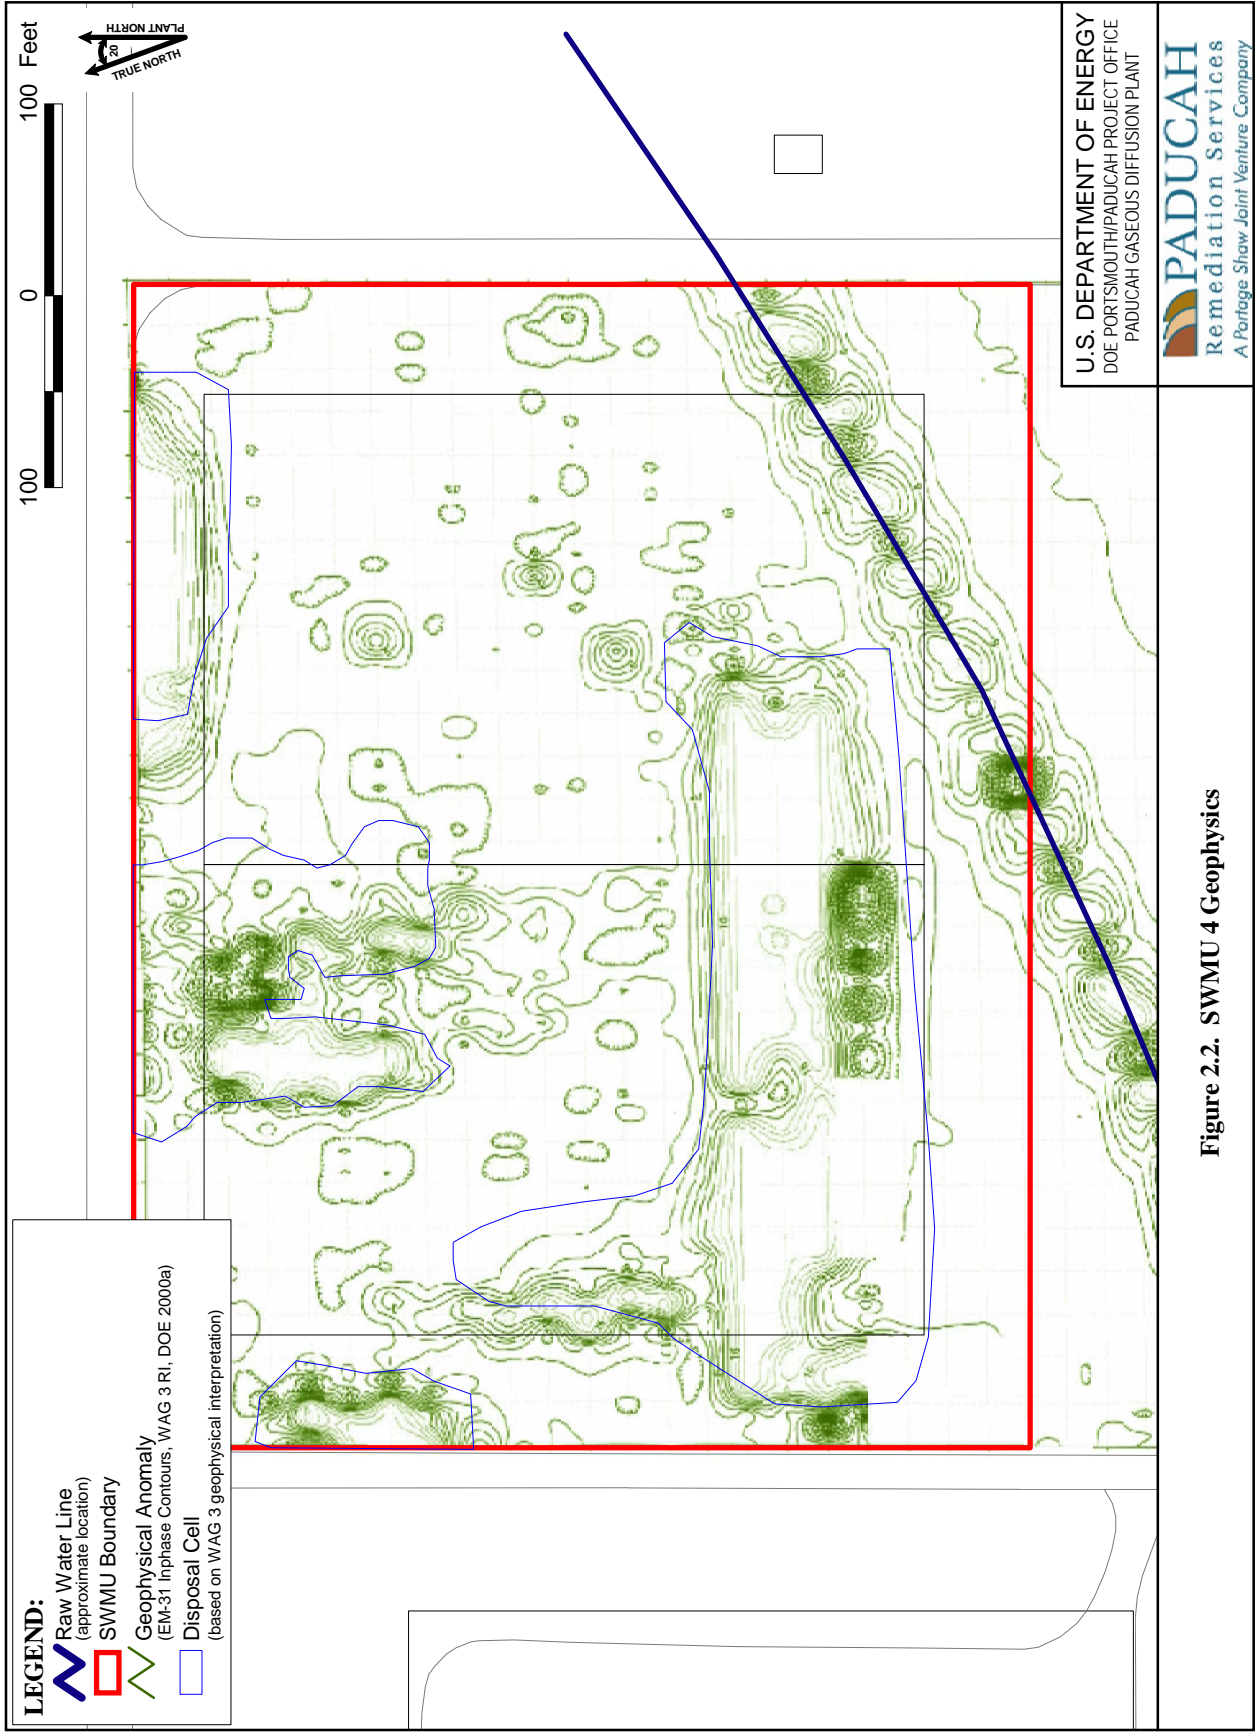 LEGEND:
Raw Water Line
(approximate location)
SWMU Boundary
Geophysical Anomaly
(EM-31 Inphase Contours, WAG 3 RI, DOE 2000a)
Disposal Cell
(based on WAG 3 geophysical interpretation)
100 0 100 Feet
PLANT NORTH
20
TRUE NORTH
U.S. DEPARTMENT OF ENERGY
DOE PORTSMOUTH/PADUCAH PROJECT OFFICE
PADUCAH GASEOUS DIFFUSION PLANT
PADUCAH
Remediation Services
A Portage Shaw Joint Venture Company
Figure 2.2. SWMU 4 Geophysics